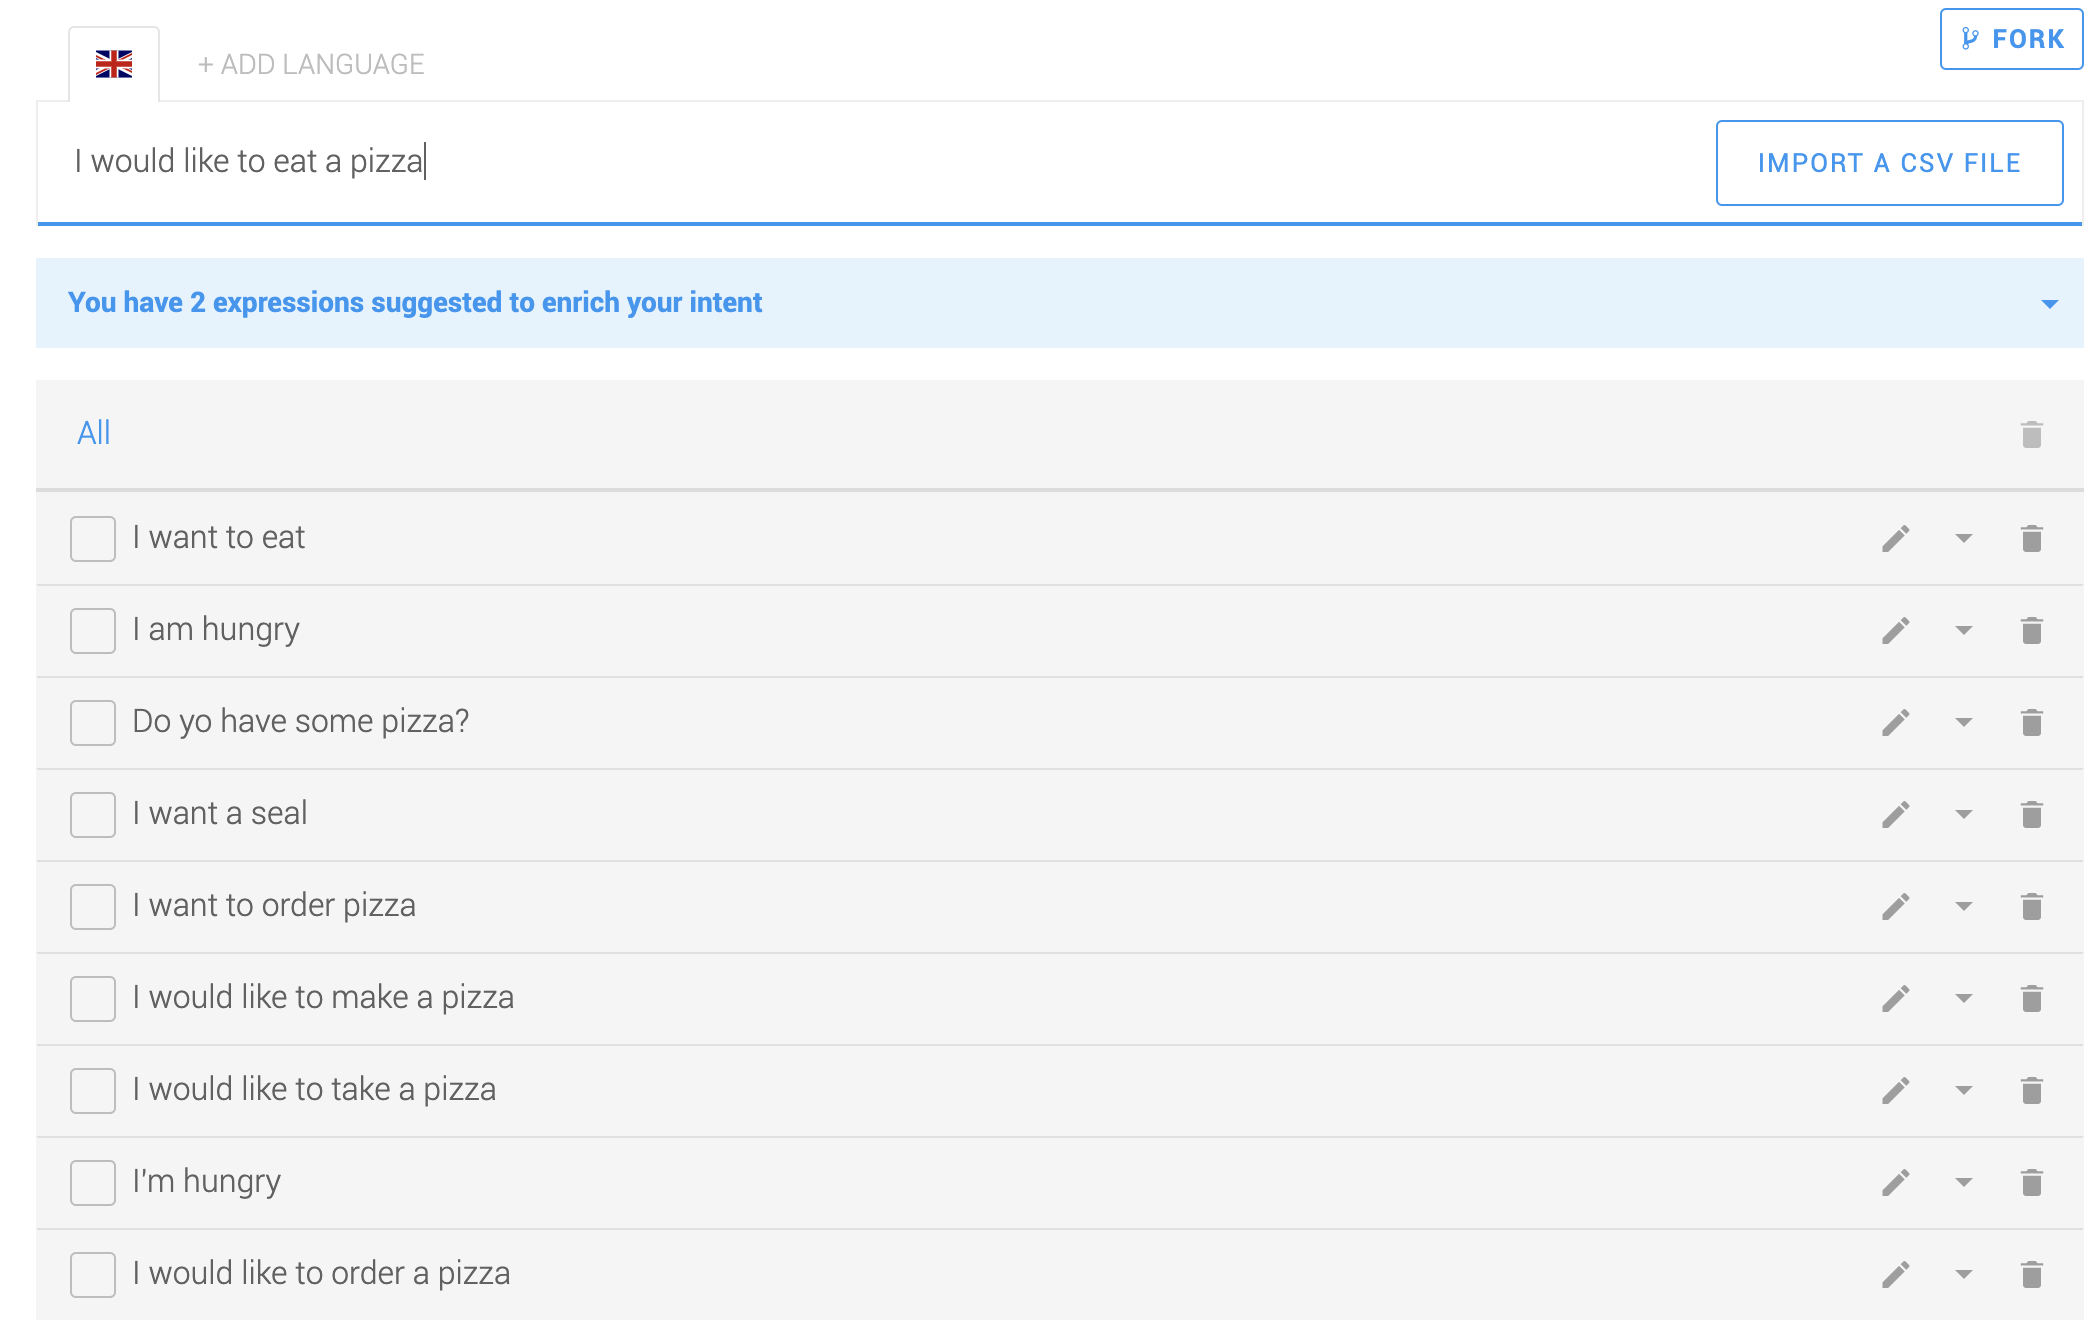 + ADD LANGUAGE
FORK
I would like to eat a pizza
IMPORT A CSV FILE
You have 2 expressions suggested to enrich your intent
All
I want to eat
I am hungry
Do yo have some pizza?
I want a seal
I want to order pizza
I would like to make a pizza
I would like to take a pizza
I'm hungry
I would like to order a pizza